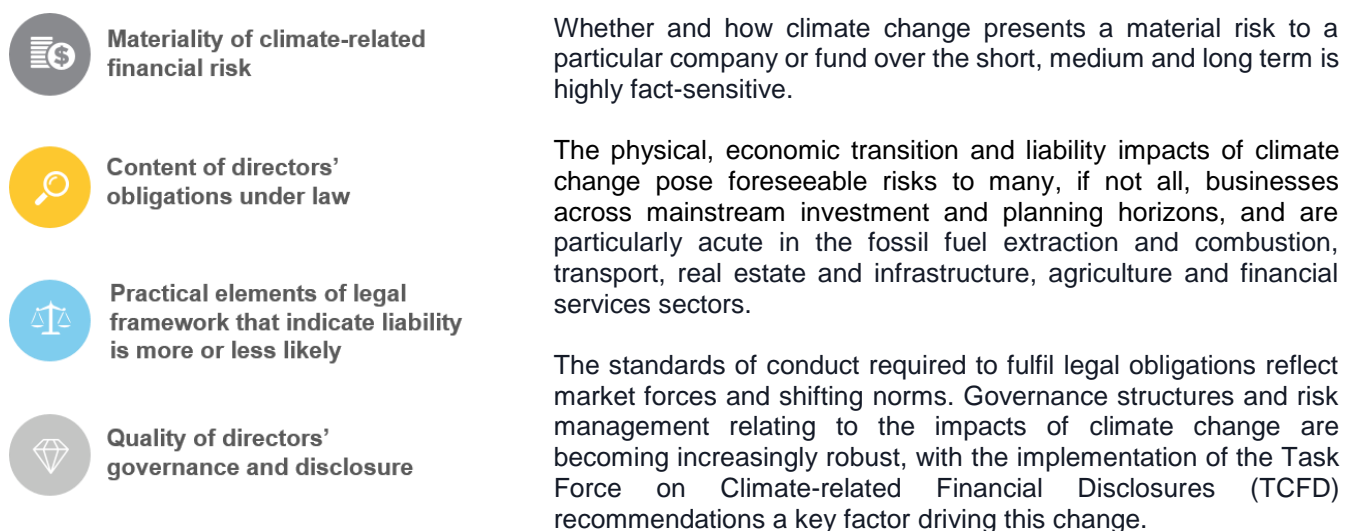 Materiality of climate-related
financial risk
Content of directors’
obligations under law
Practical elements of legal
framework that indicate liability
is more or less likely
Quality of directors’
governance and disclosure
Whether and how climate change presents a material risk to a
particular company or fund over the short, medium and long term is
highly fact-sensitive.
The physical, economic transition and liability impacts of climate
change pose foreseeable risks to many, if not all, businesses
across mainstream investment and planning horizons, and are
particularly acute in the fossil fuel extraction and combustion,
transport, real estate and infrastructure, agriculture and financial
services sectors.
The standards of conduct required to fulfil legal obligations reflect
market forces and shifting norms. Governance structures and risk
management relating to the impacts of climate change are
becoming increasingly robust, with the implementation of the Task
Force on Climate-related Financial Disclosures (TCFD)
recommendations a key factor driving this change.